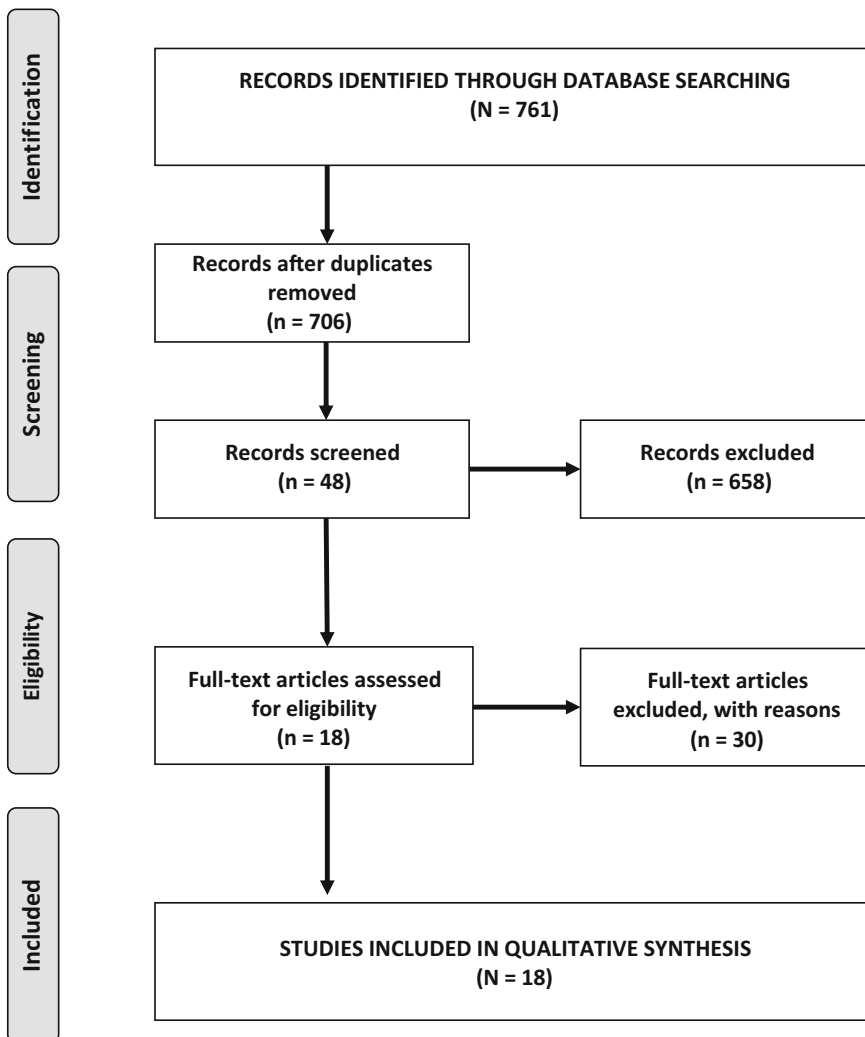 Identification
RECORDS IDENTIFIED THROUGH DATABASE SEARCHING
(N = 761)
Screening
Records after duplicates
removed
(n = 706)
Records screened
(n = 48)
Records excluded
(n = 658)
Eligibility
Full-text articles assessed
for eligibility
(n = 18)
Full-text articles
excluded, with reasons
(n = 30)
Included
STUDIES INCLUDED IN QUALITATIVE SYNTHESIS
(N = 18)